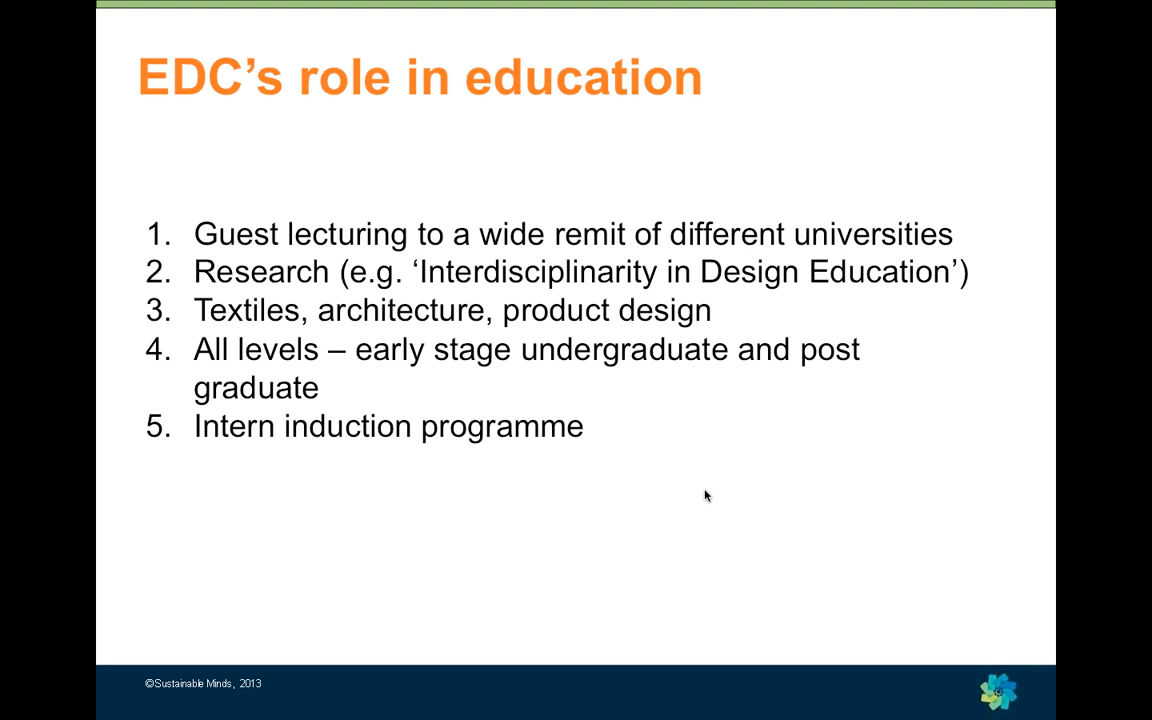 EDC’s role in education
1. Guest lecturing to a wide remit of different universities
2. Research (e.g. ‘Interdisciplinarity in Design Education’)
3. Textiles, architecture, product design
4. All levels – early stage undergraduate and post
graduate
5. Intern induction programme
©Sustainable Minds, 2013